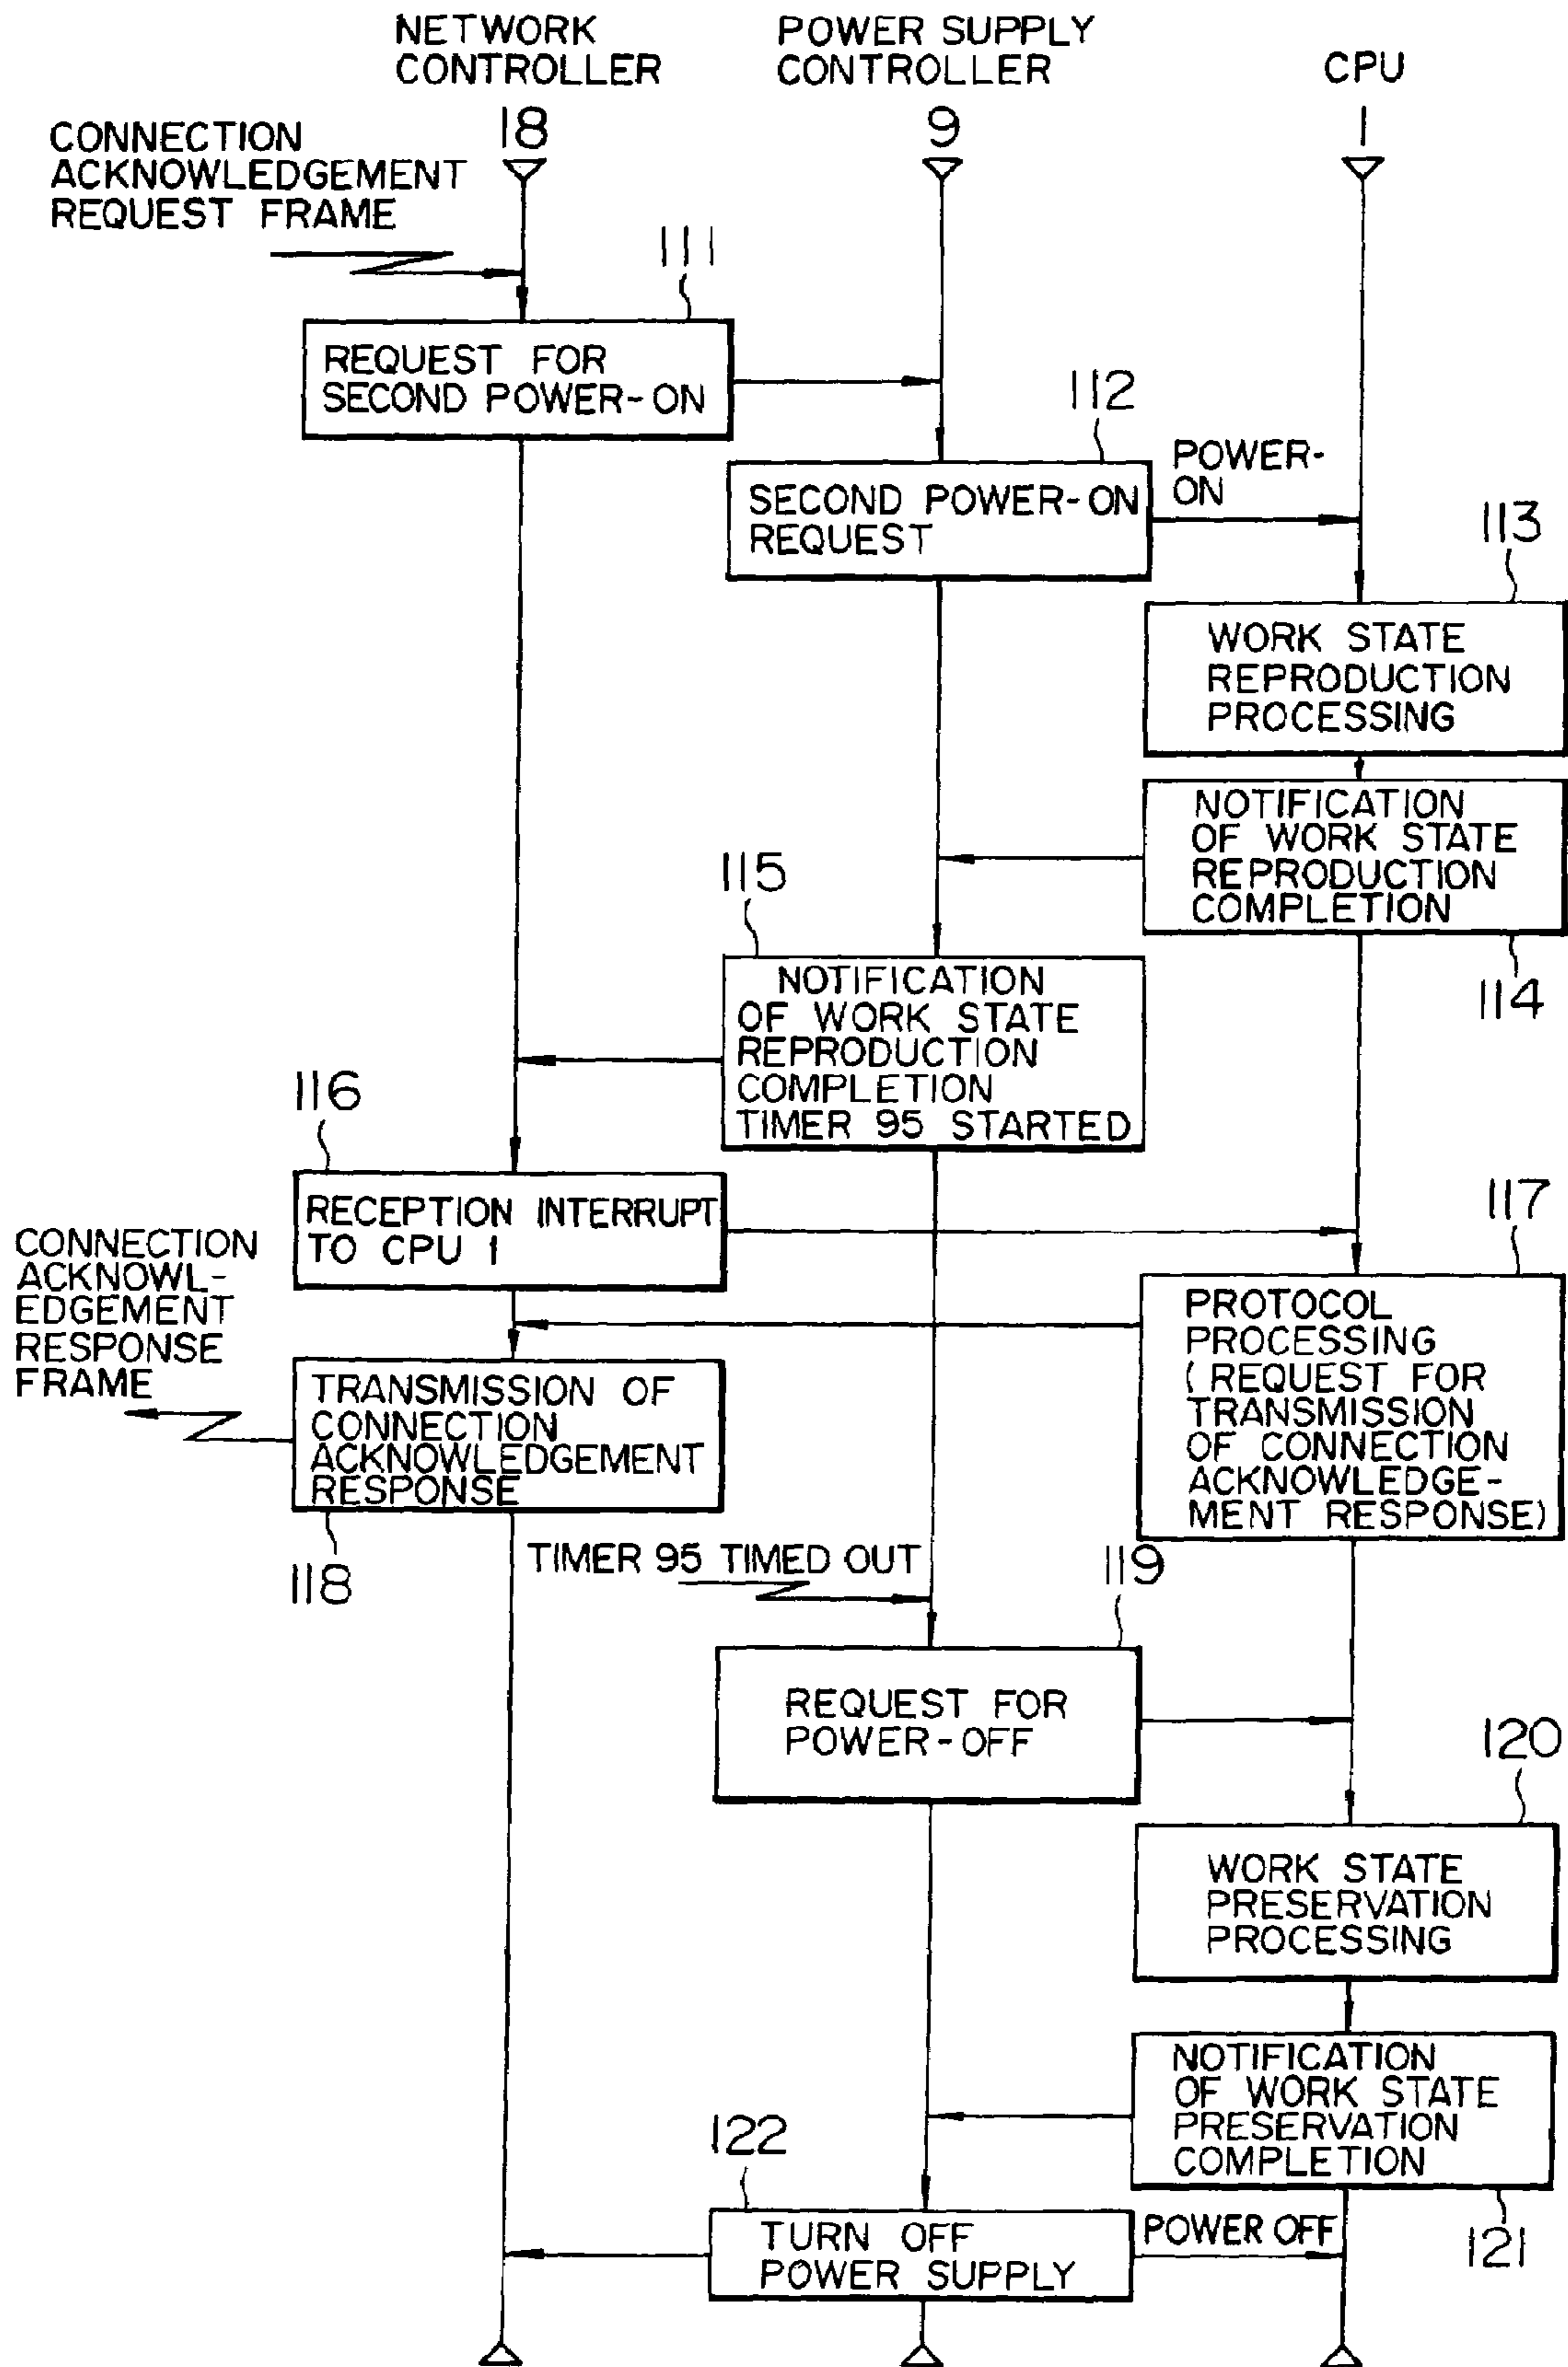 NETWORK
CONTROLLER
18
POWER SUPPLY
CONTROLLER
9
CPU
1
CONNECTION
ACKNOWLEDGEMENT
REQUEST FRAME
111
REQUEST FOR
SECOND POWER-ON
112
SECOND POWER-ON
REQUEST
POWER-
ON
113
WORK STATE
REPRODUCTION
PROCESSING
NOTIFICATION
OF WORK STATE
REPRODUCTION
COMPLETION
114
115
NOTIFICATION
OF WORK STATE
REPRODUCTION
COMPLETION
TIMER 95 STARTED
116
RECEPTION INTERRUPT
TO CPU 1
117
PROTOCOL
PROCESSING
(REQUEST FOR
TRANSMISSION
OF CONNECTION
ACKNOWLEDGE-
MENT RESPONSE)
CONNECTION
ACKNOWL-
EDGEMENT
RESPONSE
FRAME
TRANSMISSION OF
CONNECTION
ACKNOWLEDGEMENT
RESPONSE
118
TIMER 95 TIMED OUT
119
REQUEST FOR
POWER-OFF
120
WORK STATE
PRESERVATION
PROCESSING
NOTIFICATION
OF WORK STATE
PRESERVATION
COMPLETION
121
122
TURN OFF
POWER SUPPLY
POWER OFF